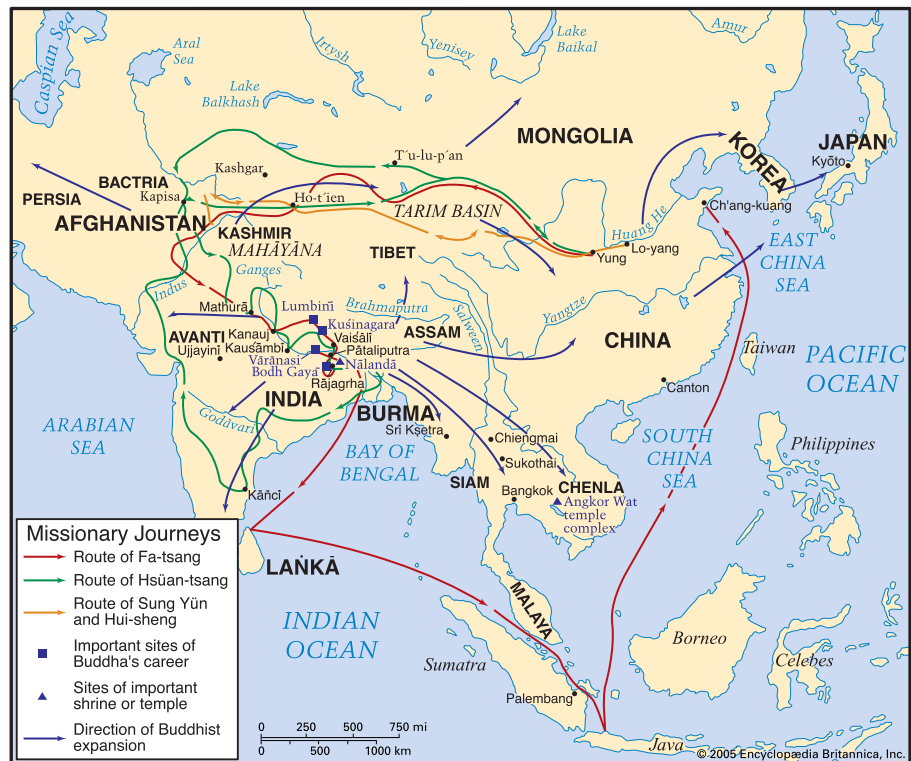 Caspian Sea
Aral
Sea
Irtysh
Yenisey
Lake
Baikal
Amur
Lake
Balkhash
MONGOLIA
KOREA
JAPAN
Kyōto
T´u-lu-p´an
Kashgar
BACTRIA
Kapisa
PERSIA
AFGHANISTAN
Ho-t´ien
TARIM BASIN
KASHMIR
MAHĀYĀNA
TIBET
Huang He
Lo-yang
Yung
Ch'ang-kuang
EAST
CHINA
SEA
Indus
Ganges
Mathurā
Lumbinī
Brahmaputra
Salween
Yangtze
Kuśinagara
Vaiśālī
AVANTI
Kanauj
Kauśāmbī
Ujjayinī
Pāṭaliputra
ASSAM
CHINA
Taiwan
PACIFIC
OCEAN
Vārānasi
Bodh Gayā
Nālandā
Rājagrha
Canton
INDIA
BURMA
Godāvari
Srī Kṣetra
ARABIAN
SEA
BAY OF
BENGAL
Chiengmai
Sukothai
SIAM
Bangkok
CHENLA
Angkor Wat
temple
complex
SOUTH
CHINA
SEA
Philippines
Kāñcī
LAṄKĀ
MALAYA
INDIAN
OCEAN
Sumatra
Borneo
Celebes
Palembang
Java
Missionary Journeys
Route of Fa-tsang
Route of Hsüan-tsang
Route of Sung Yün
and Hui-sheng
Important sites of
Buddha's career
Sites of important
shrine or temple
Direction of Buddhist
expansion
0 250 500 750 mi
0 500 1000 km
© 2005 Encyclopædia Britannica, Inc.